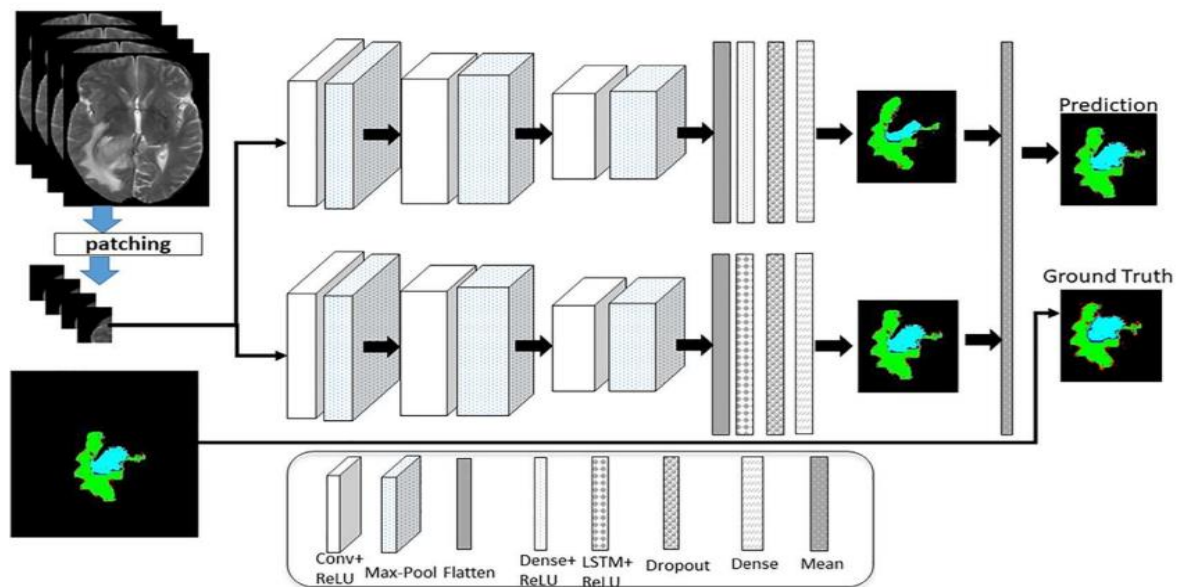 Prediction
patching
Ground Truth
Conv+
ReLU
Max-Pool
Flatten
Dense+
ReLU
LSTM+
ReLU
Dropout
Dense
Mean